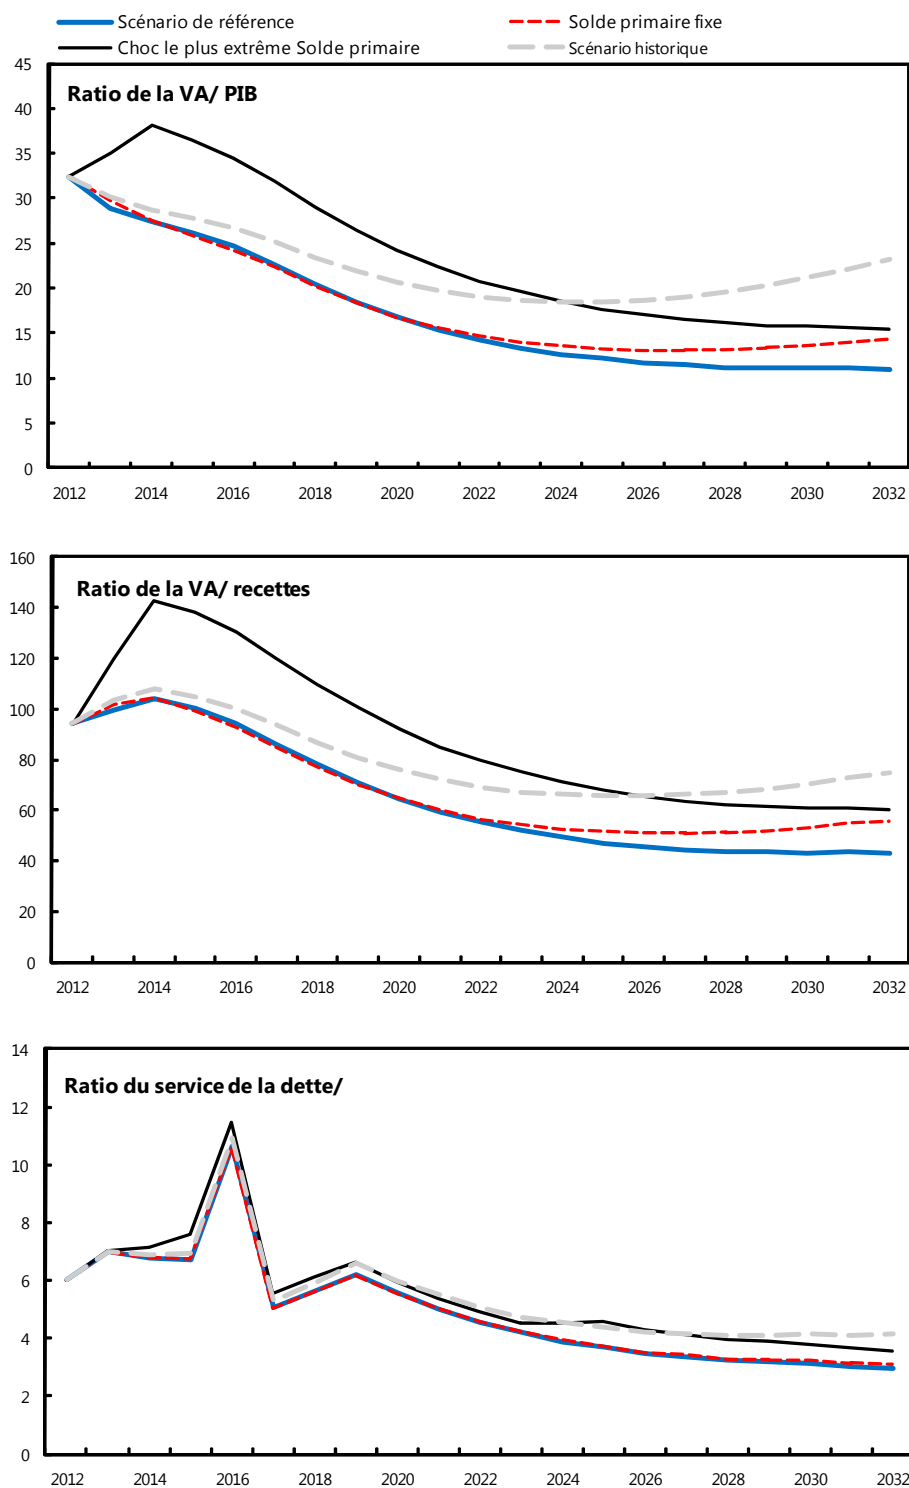 Scénario de référence
Solde primaire fixe
Choc le plus extrême Solde primaire
Scénario historique
Ratio de la VA/ PIB
45
40
35
30
25
20
15
10
5
0
2012 2014 2016 2018 2020 2022 2024 2026 2028 2030 2032
Ratio de la VA/ recettes
160
140
120
100
80
60
40
20
0
2012 2014 2016 2018 2020 2022 2024 2026 2028 2030 2032
Ratio du service de la dette/
14
12
10
8
6
4
2
0
2012 2014 2016 2018 2020 2022 2024 2026 2028 2030 2032